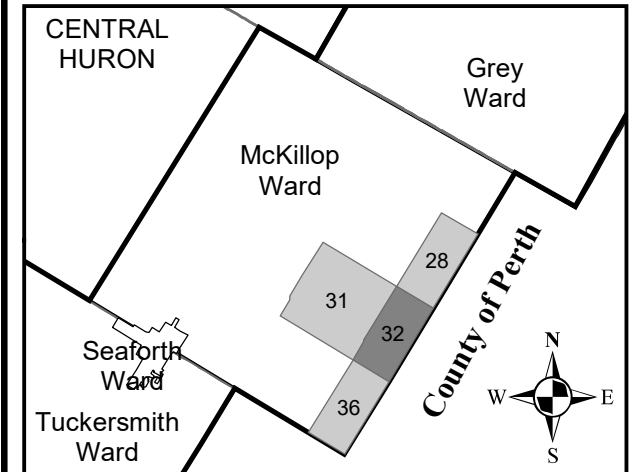 CENTRAL
HURON
Grey
Ward
McKillop
Ward
28
31
32
36
County of Perth
Seaforth
Ward
Tuckersmith
Ward
N
W
E
S